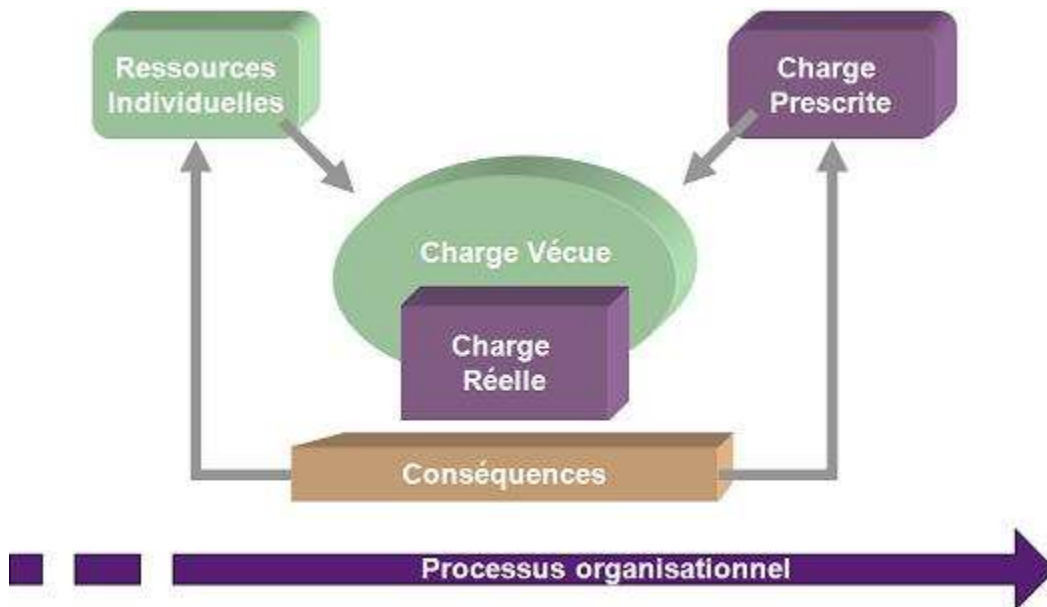 Ressources
Individuelles
Charge
Prescrite
Charge Vécue
Charge
Réelle
Conséquences
Processus organisationnel